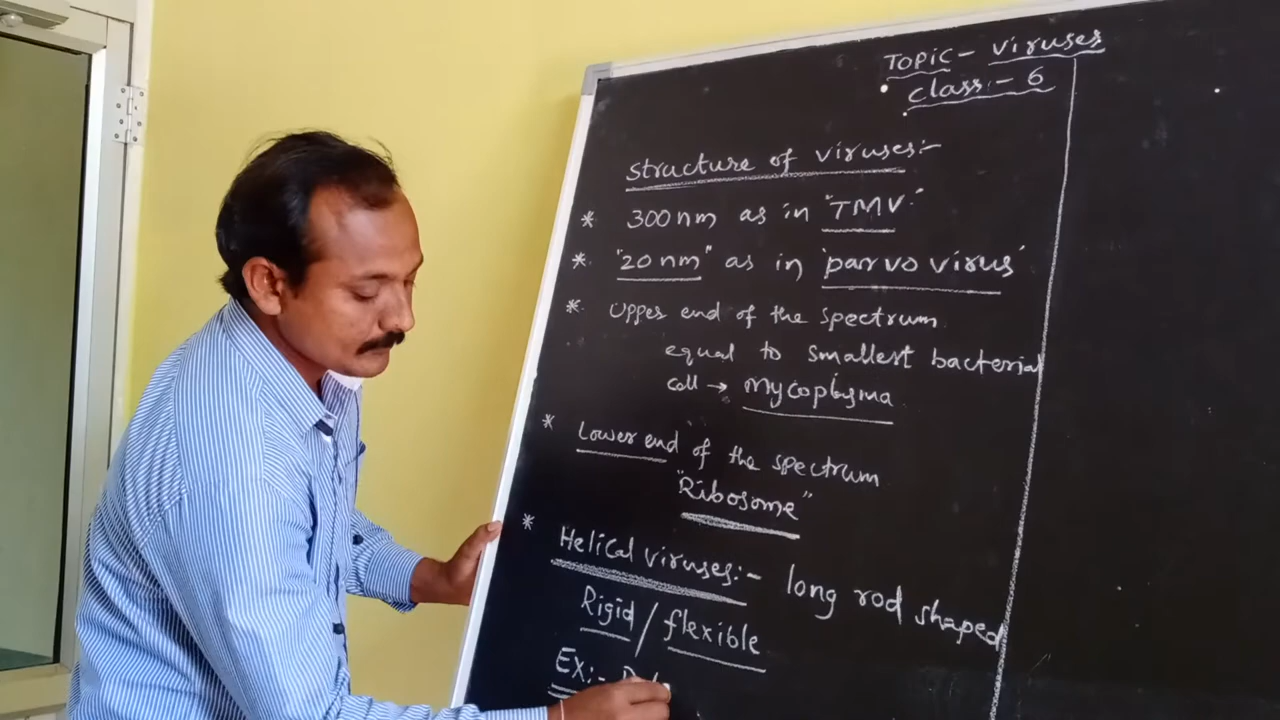 Topic - Viruses
Class :- 6
Structure of viruses:-
* 300 nm as in "TMV"
* "20 nm" as in 'parvo virus'
* Upper end of the spectrum
equal to smallest bacterial
cell → Mycoplasma
* Lower end of the spectrum
"Ribosome"
* Helical viruses:- long rod shaped
Rigid / flexible
Ex:-